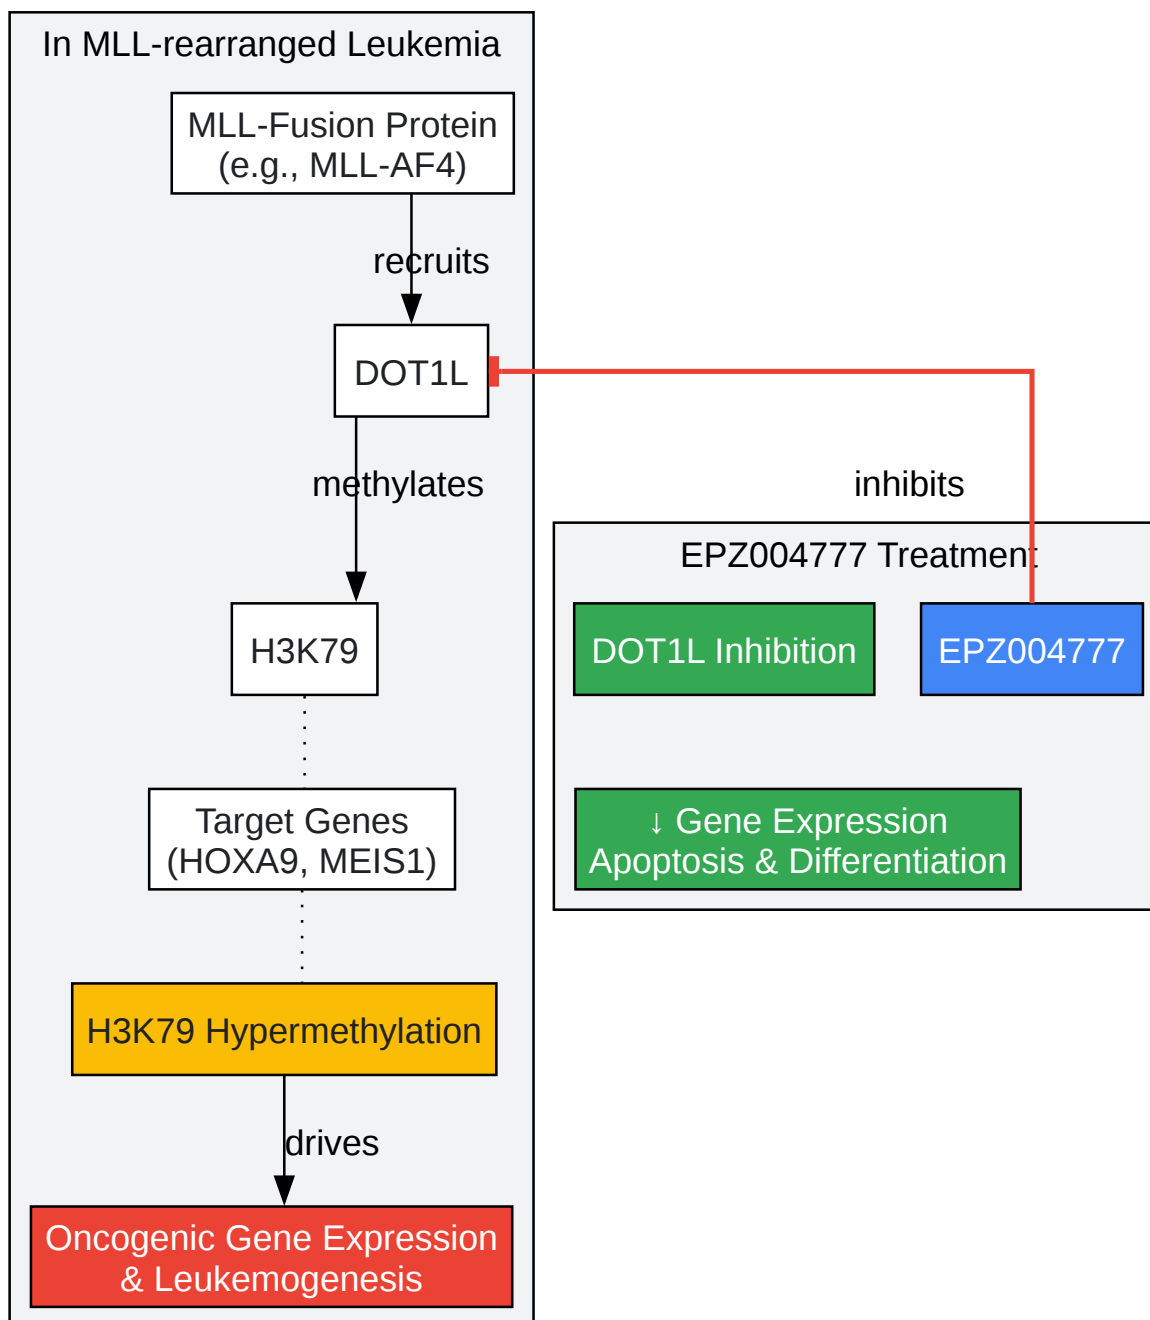 In MLL-rearranged Leukemia
MLL-Fusion Protein
(e.g., MLL-AF4)
recruits
DOT1L
methylates
inhibits
EPZ004777 Treatment
H3K79
DOT1L Inhibition
EPZ004777
Target Genes
(HOXA9, MEIS1)
↓ Gene Expression
Apoptosis & Differentiation
H3K79 Hypermethylation
drives
Oncogenic Gene Expression
& Leukemogenesis